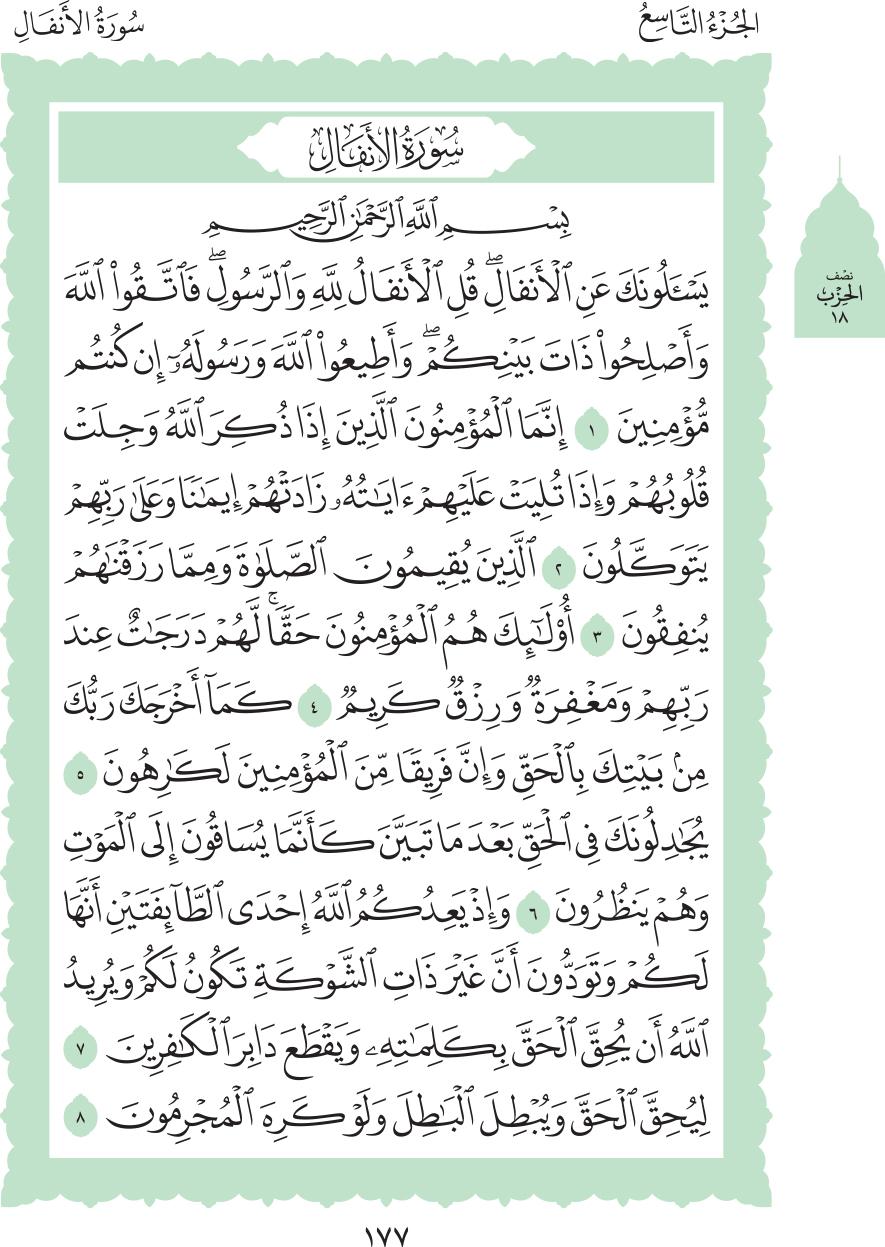 الجُزْءُ التَّاسِعُ
سُورَةُ الأَنفَالِ
سُورَةُ الأَنفَالِ
بِسْمِ ٱللَّهِ ٱلرَّحْمَٰنِ ٱلرَّحِيمِ
يَسْـَٔلُونَكَ عَنِ ٱلْأَنفَالِۖ قُلِ ٱلْأَنفَالُ لِلَّهِ وَٱلرَّسُولِۖ فَٱتَّقُوا۟ ٱللَّهَ
وَأَصْلِحُوا۟ ذَاتَ بَيْنِكُمْۖ وَأَطِيعُوا۟ ٱللَّهَ وَرَسُولَهُۥٓ إِن كُنتُم
مُّؤْمِنِينَ ١ إِنَّمَا ٱلْمُؤْمِنُونَ ٱلَّذِينَ إِذَا ذُكِرَ ٱللَّهُ وَجِلَتْ
قُلُوبُهُمْ وَإِذَا تُلِيَتْ عَلَيْهِمْ ءَايَـٰتُهُۥ زَادَتْهُمْ إِيمَـٰنًا وَعَلَىٰ رَبِّهِمْ
يَتَوَكَّلُونَ ٢ ٱلَّذِينَ يُقِيمُونَ ٱلصَّلَوٰةَ وَمِمَّا رَزَقْنَـٰهُمْ
يُنفِقُونَ ٣ أُو۟لَـٰٓئِكَ هُمُ ٱلْمُؤْمِنُونَ حَقًّاۚ لَّهُمْ دَرَجَـٰتٌ عِندَ
رَبِّهِمْ وَمَغْفِرَةٌ وَرِزْقٌ كَرِيمٌ ٤ كَمَآ أَخْرَجَكَ رَبُّكَ
مِنۢ بَيْتِكَ بِٱلْحَقِّ وَإِنَّ فَرِيقًا مِّنَ ٱلْمُؤْمِنِينَ لَكَـٰرِهُونَ ٥
يُجَـٰدِلُونَكَ فِى ٱلْحَقِّ بَعْدَ مَا تَبَيَّنَ كَأَنَّمَا يُسَاقُونَ إِلَى ٱلْمَوْتِ
وَهُمْ يَنظُرُونَ ٦ وَإِذْ يَعِدُكُمُ ٱللَّهُ إِحْدَى ٱلطَّآئِفَتَيْنِ أَنَّهَا
لَكُمْ وَتَوَدُّونَ أَنَّ غَيْرَ ذَاتِ ٱلشَّوْكَةِ تَكُونُ لَكُمْ وَيُرِيدُ
ٱللَّهُ أَن يُحِقَّ ٱلْحَقَّ بِكَلِمَـٰتِهِۦ وَيَقْطَعَ دَابِرَ ٱلْكَـٰفِرِينَ ٧
لِيُحِقَّ ٱلْحَقَّ وَيُبْطِلَ ٱلْبَـٰطِلَ وَلَوْ كَرِهَ ٱلْمُجْرِمُونَ ٨
نصْف
الحِزْب
١٨
١٧٧